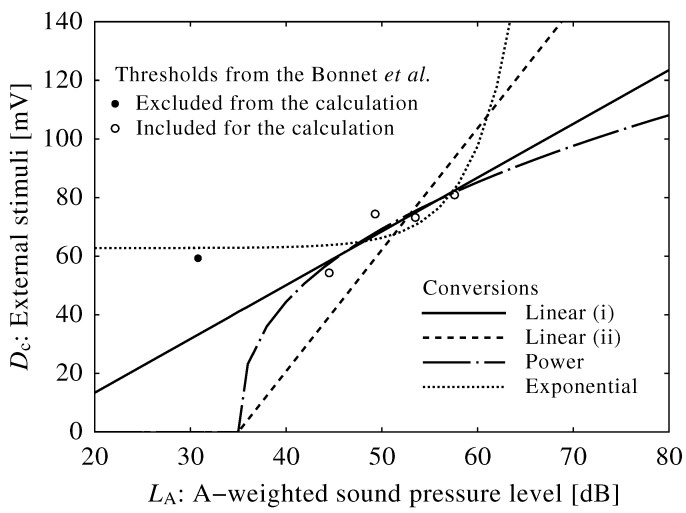 140
120
100
80
60
40
20
0
Dc: External stimuli [mV]
Thresholds from the Bonnet et al.
Excluded from the calculation
Included for the calculation
Conversions
Linear (i)
Linear (ii)
Power
Exponential
20 30 40 50 60 70 80
LA: A−weighted sound pressure level [dB]